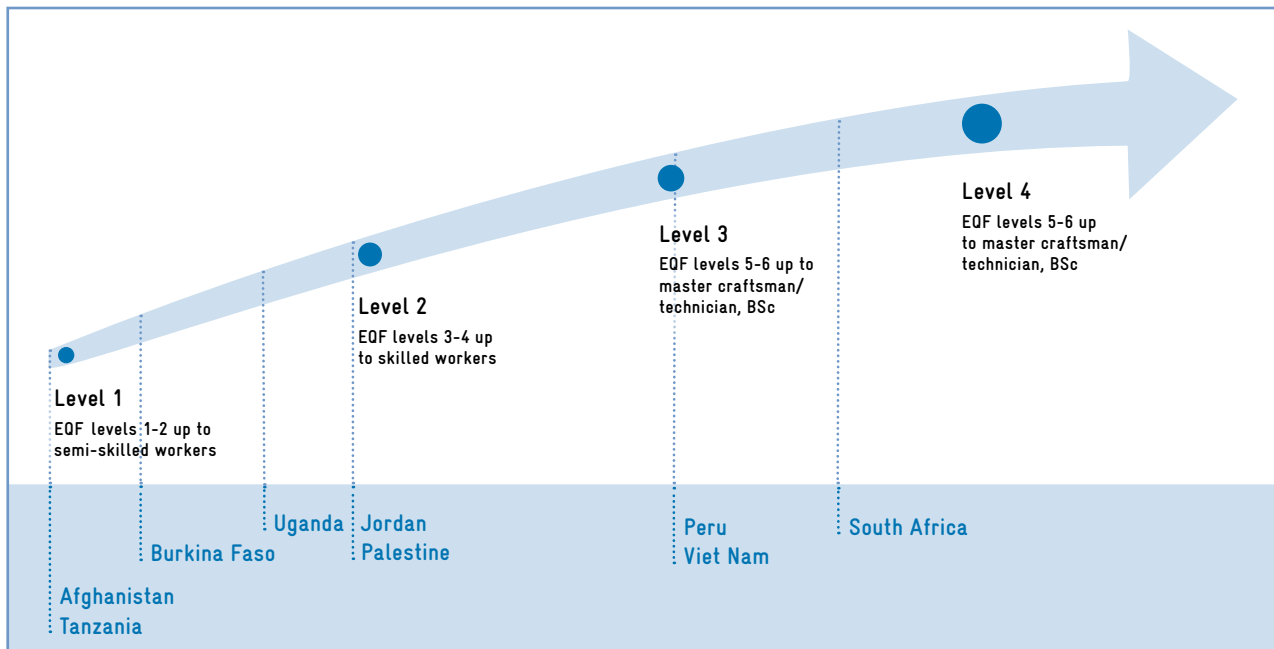 Level 1
EQF levels 1-2 up to
semi-skilled workers
Level 2
EQF levels 3-4 up
to skilled workers
Level 3
EQF levels 5-6 up to
master craftsman/
technician, BSc
Level 4
EQF levels 5-6 up
to master craftsman/
technician, BSc
Afghanistan
Tanzania
Burkina Faso
Uganda
Jordan
Palestine
Peru
Viet Nam
South Africa